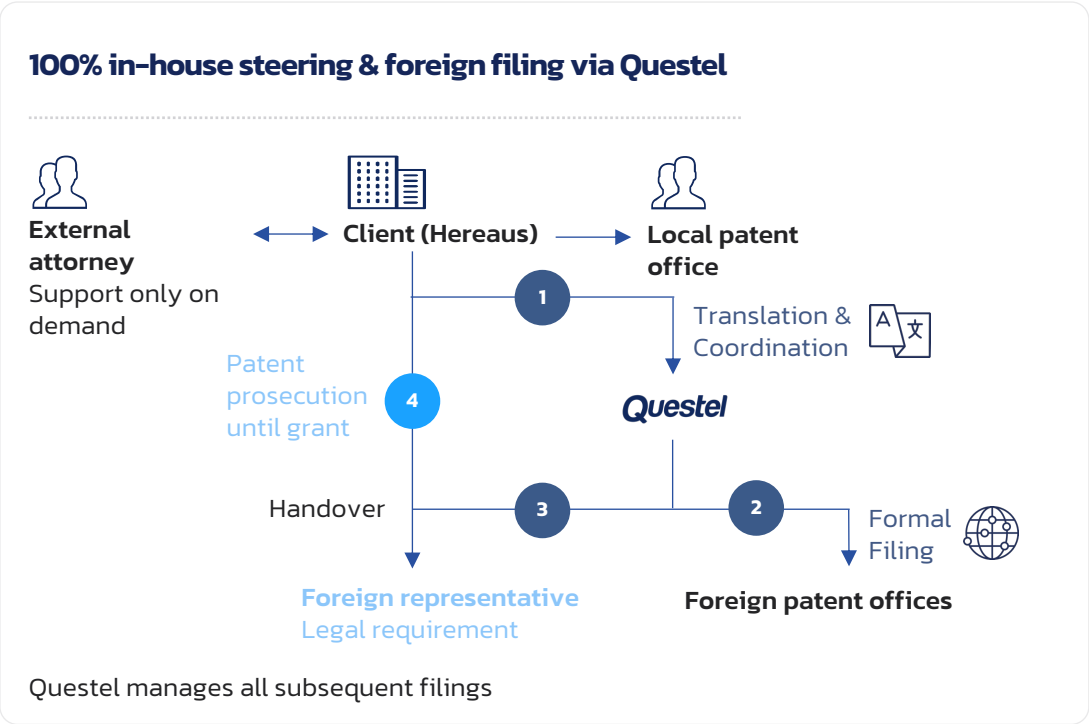 100% in-house steering & foreign filing via Questel
External
attorney
Support only on
demand
Client (Hereaus)
Local patent
office
1
Translation &
Coordination
A 文
Patent
prosecution
until grant
4
Questel
Handover
3
2
Formal
Filing
Foreign representative
Legal requirement
Foreign patent offices
Questel manages all subsequent filings